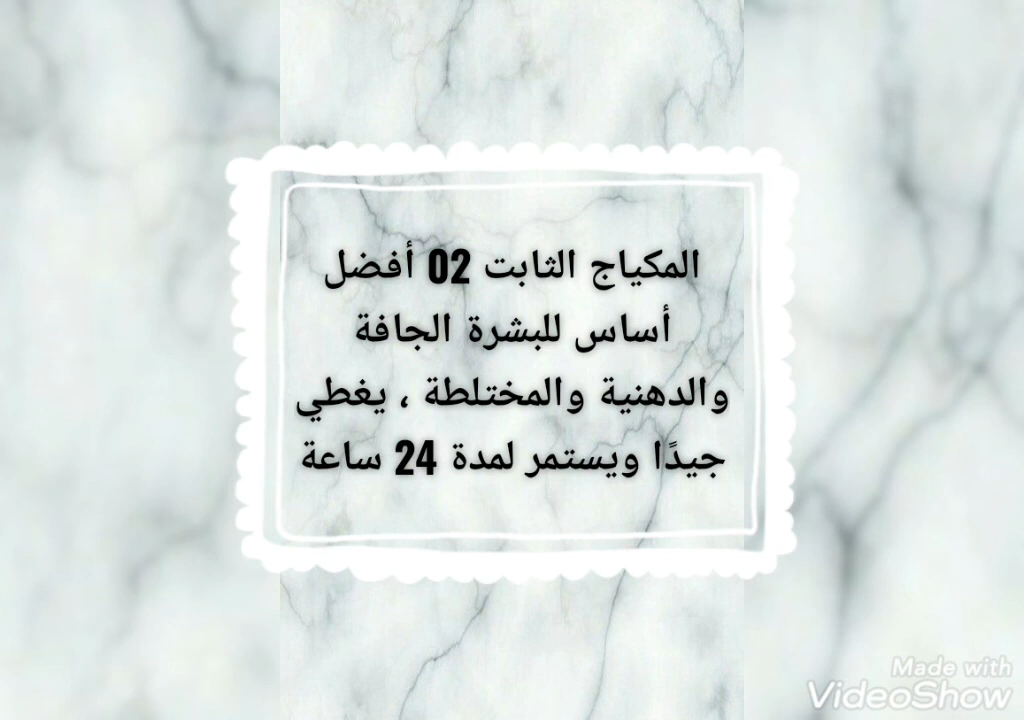 المكياج الثابت 02 أفضل
أساس للبشرة الجافة
والدهنية والمختلطة ، يغطي
جيدًا ويستمر لمدة 24 ساعة
Made with
VideoShow